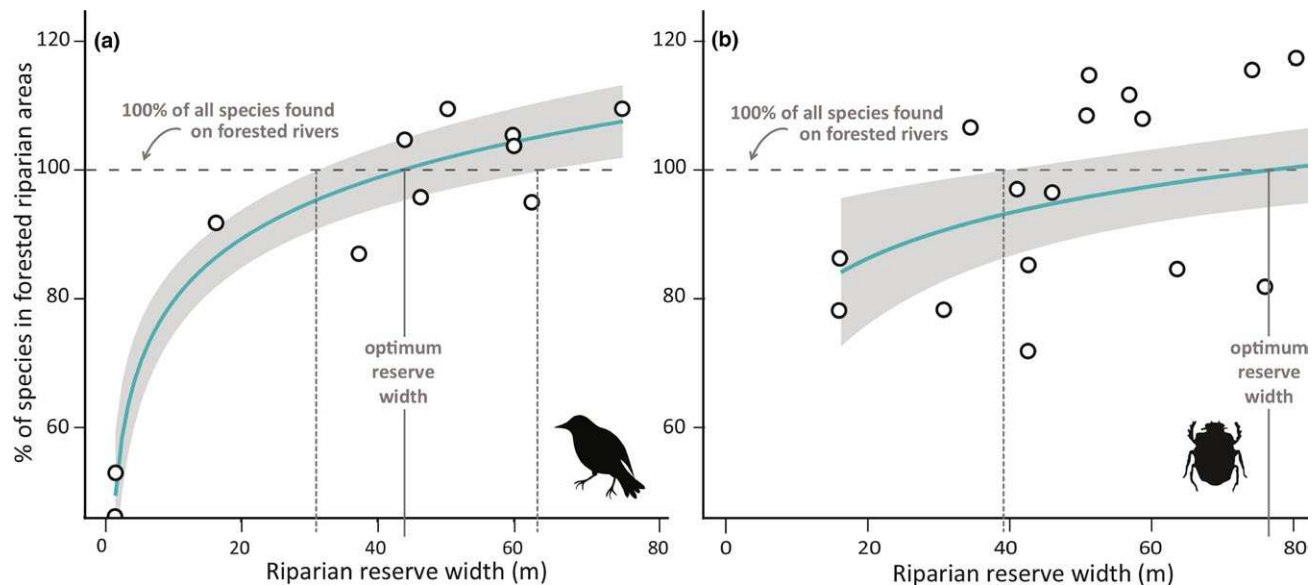 (a)
120
100
80
60
% of species in forested riparian areas
100% of all species found
on forested rivers
optimum
reserve
width
0 20 40 60 80
Riparian reserve width (m)
(b)
120
100
80
60
100% of all species found
on forested rivers
optimum
reserve
width
0 20 40 60 80
Riparian reserve width (m)